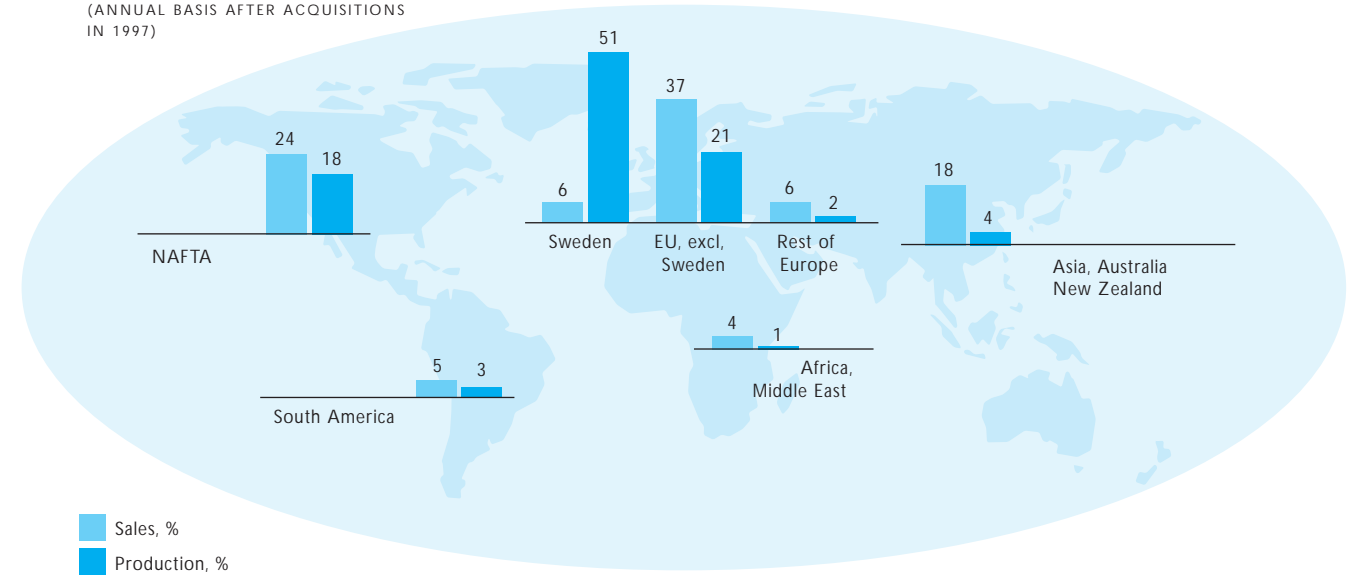 (ANNUAL BASIS AFTER ACQUISITIONS
IN 1997)
24
18
NAFTA
6
51
Sweden
37
21
EU, excl,
Sweden
6
2
Rest of
Europe
18
4
Asia, Australia
New Zealand
4
1
Africa,
Middle East
5
3
South America
Sales, %
Production, %